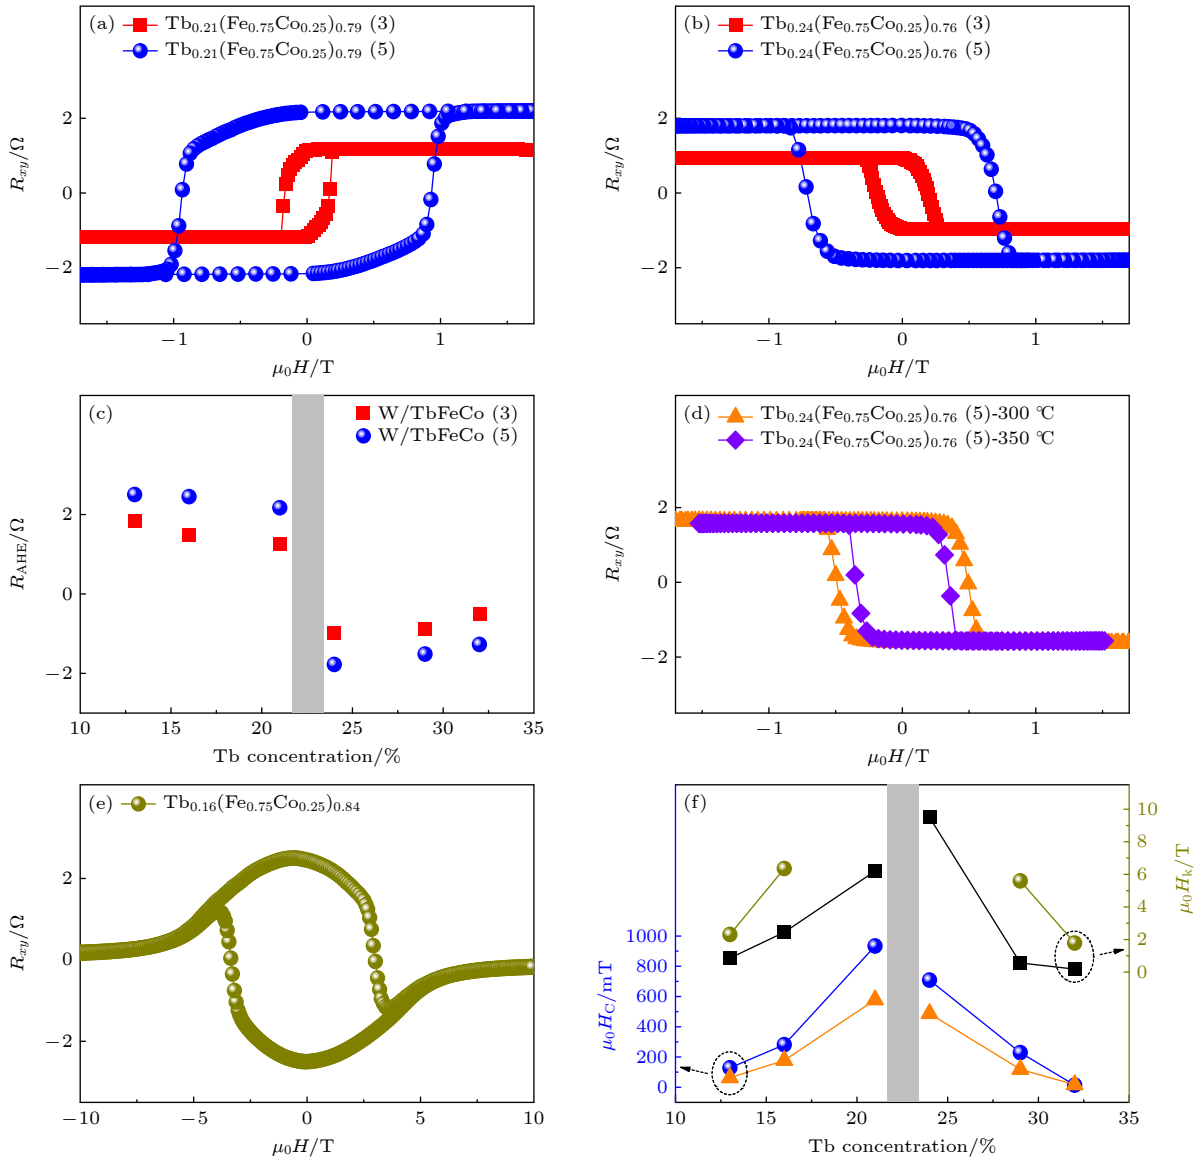 (a) Tb0.21(Fe0.75Co0.25)0.79 (3)
Tb0.21(Fe0.75Co0.25)0.79 (5)
2
0
−2
Rxy/Ω
−1 0 1
μ0H/T
(b) Tb0.24(Fe0.75Co0.25)0.76 (3)
Tb0.24(Fe0.75Co0.25)0.76 (5)
2
0
−2
Rxy/Ω
−1 0 1
μ0H/T
(c) W/TbFeCo (3)
W/TbFeCo (5)
2
0
−2
RAHE/Ω
10 15 20 25 30 35
Tb concentration/%
(d) Tb0.24(Fe0.75Co0.25)0.76 (5)-300 ℃
Tb0.24(Fe0.75Co0.25)0.76 (5)-350 ℃
2
0
−2
Rxy/Ω
−1 0 1
μ0H/T
(e) Tb0.16(Fe0.75Co0.25)0.84
2
0
−2
Rxy/Ω
−10 −5 0 5 10
μ0H/T
(f)
1000
800
600
400
200
0
μ0HC/mT
10
8
6
4
2
0
μ0Hk/T
10 15 20 25 30 35
Tb concentration/%